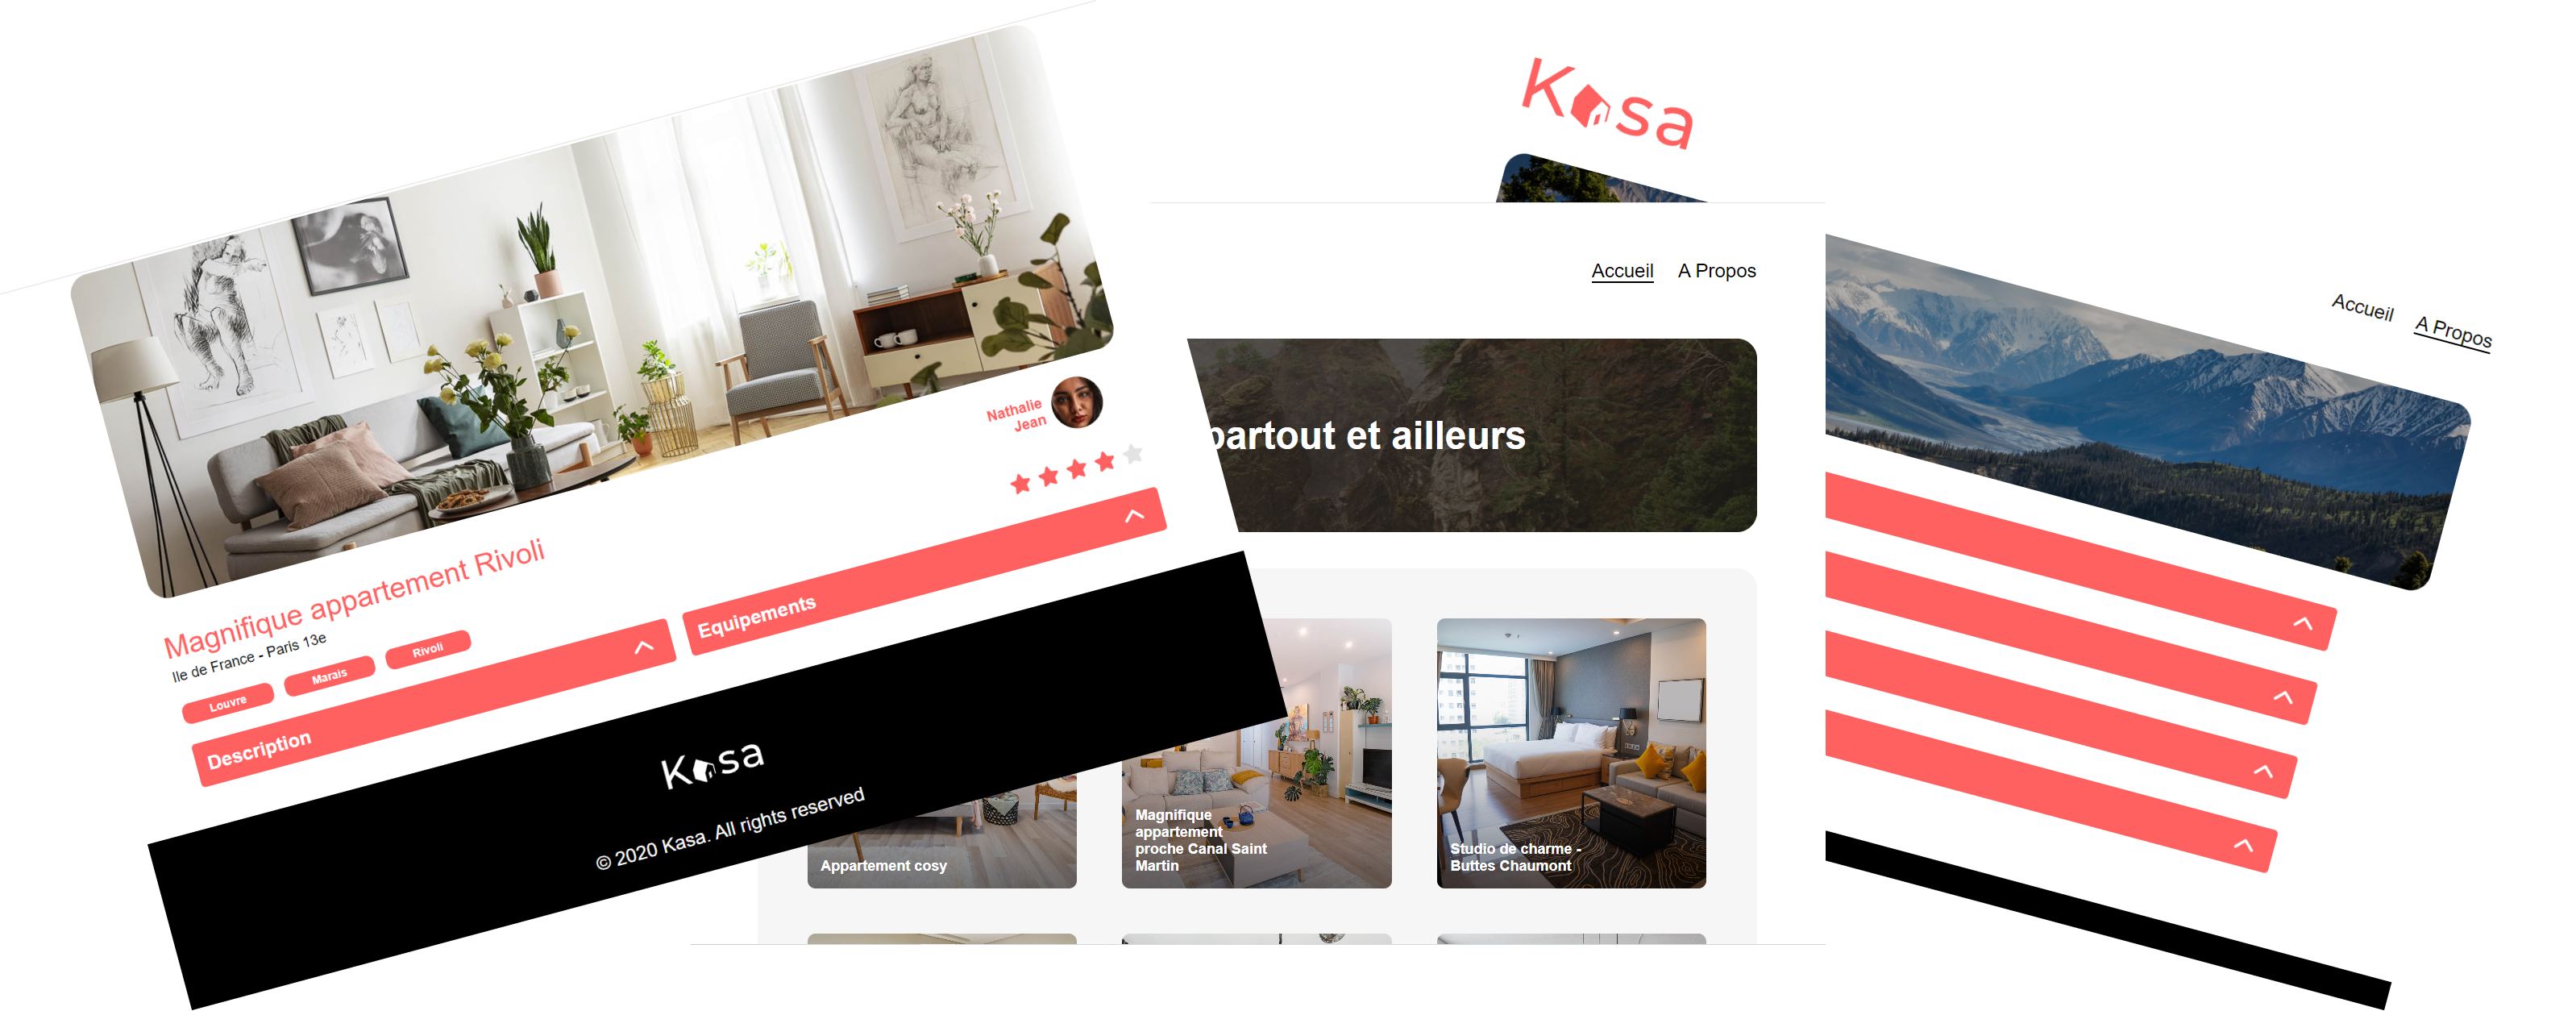 Nathalie
Jean
Magnifique appartement Rivoli
Ile de France - Paris 13e
Louvre
Marais
Rivoli
Description
Equipements
Kasa
© 2020 Kasa. All rights reserved
Kasa
Accueil
A Propos
partout et ailleurs
Appartement cosy
Magnifique
appartement
proche Canal Saint
Martin
Studio de charme -
Buttes Chaumont
Accueil
A Propos